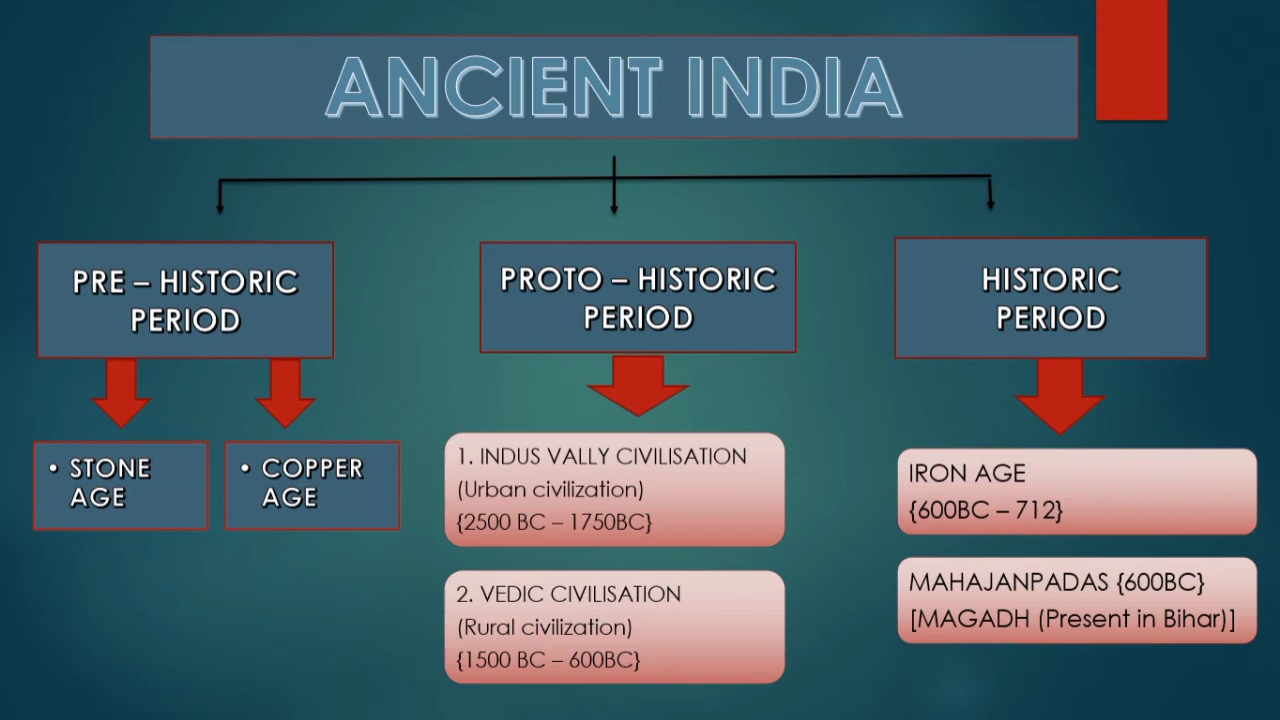 ANCIENT INDIA
PRE – HISTORIC
PERIOD
• STONE
AGE
• COPPER
AGE
PROTO – HISTORIC
PERIOD
1. INDUS VALLY CIVILISATION
(Urban civilization)
{2500 BC – 1750BC}
2. VEDIC CIVILISATION
(Rural civilization)
{1500 BC – 600BC}
HISTORIC
PERIOD
IRON AGE
{600BC – 712}
MAHAJANPADAS {600BC}
[MAGADH (Present in Bihar)]